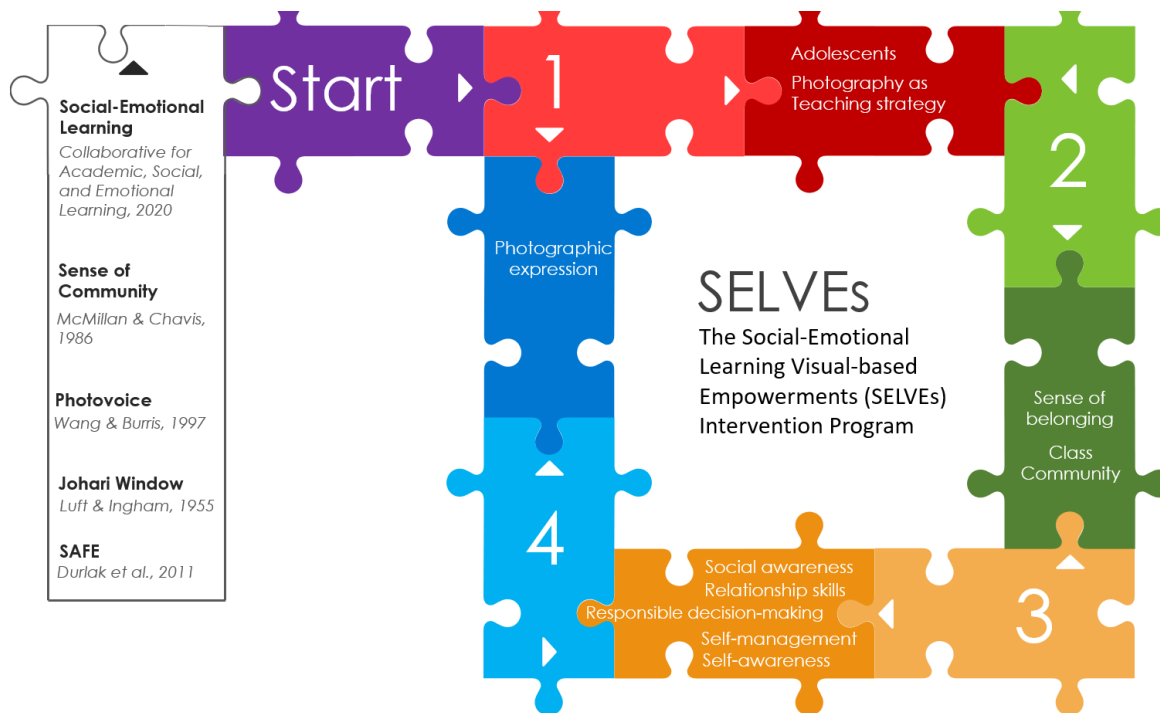 Social-Emotional
Learning
Collaborative for
Academic, Social,
and Emotional
Learning, 2020
Sense of
Community
McMillan & Chavis,
1986
Photovoice
Wang & Burris, 1997
Johari Window
Luft & Ingham, 1955
SAFE
Durlak et al., 2011
Start
1
Adolescents
Photography as
Teaching strategy
2
Photographic
expression
SELVEs
The Social-Emotional
Learning Visual-based
Empowerments (SELVEs)
Intervention Program
Sense of
belonging
Class
Community
4
Social awareness
Relationship skills
Responsible decision-making
Self-management
Self-awareness
3